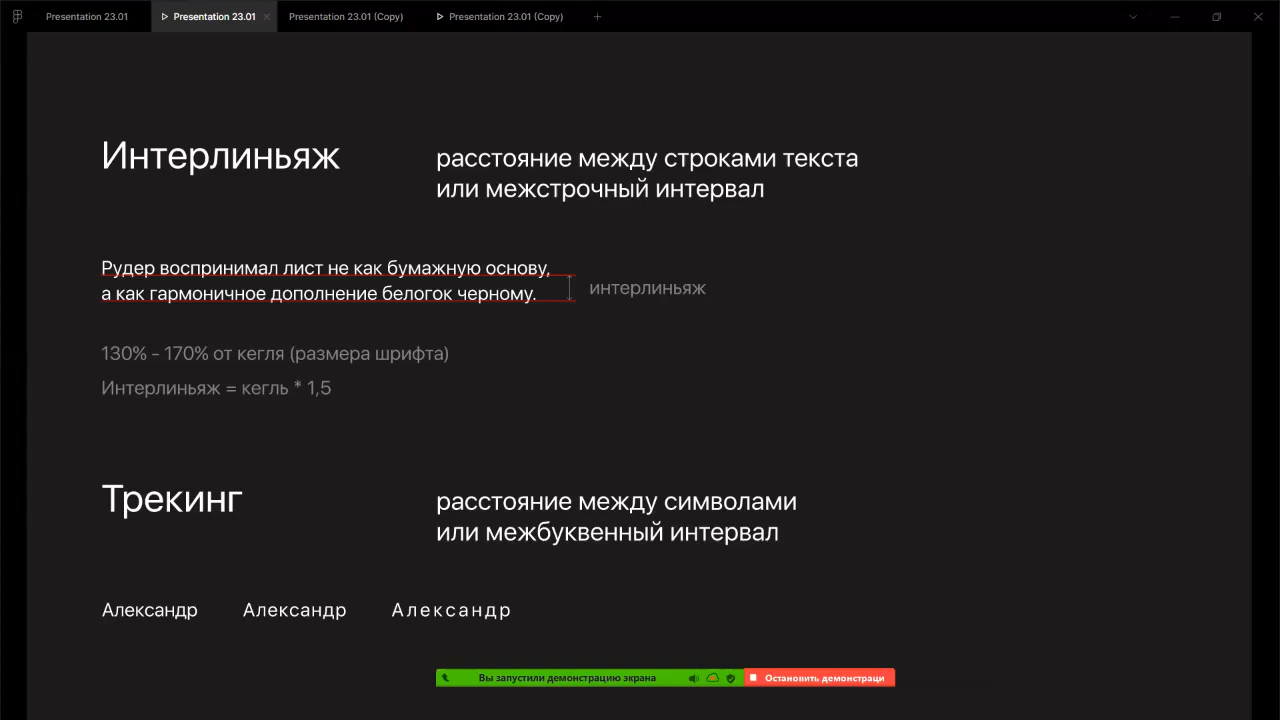 Presentation 23.01
Presentation 23.01
Presentation 23.01 (Copy)
Presentation 23.01 (Copy)
Интерлиньяж
расстояние между строками текста
или межстрочный интервал
Рудер воспринимал лист не как бумажную основу,
а как гармоничное дополнение белогок черному.
интерлиньяж
130% - 170% от кегля (размера шрифта)
Интерлиньяж = кегль * 1,5
Трекинг
расстояние между символами
или межбуквенный интервал
Александр
Александр
Александр
Вы запустили демонстрацию экрана
Остановить демонстраци